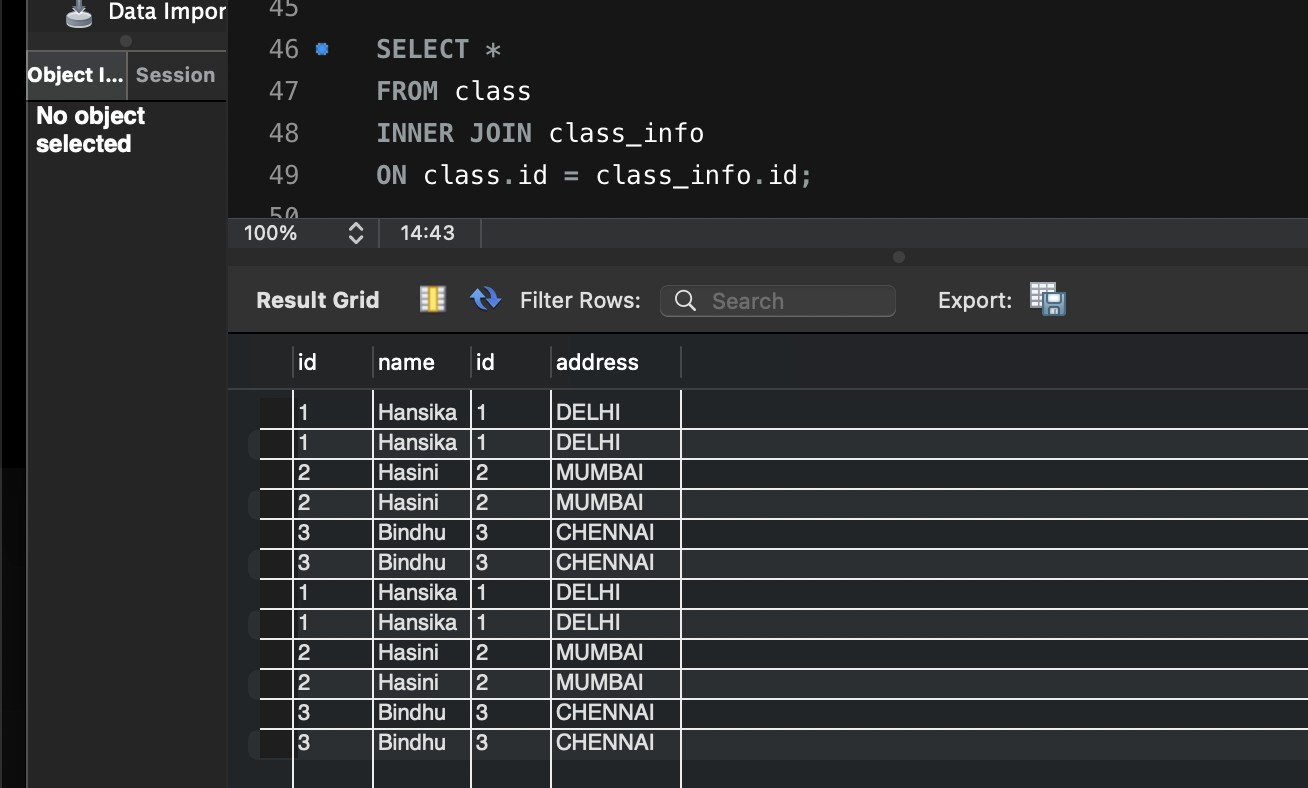 Data Impor
Object I... Session
No object
selected
45
46 SELECT *
47 FROM class
48 INNER JOIN class_info
49 ON class.id = class_info.id;
50
100% 14:43
Result Grid Filter Rows: Search Export:
id name id address
1 Hansika 1 DELHI
1 Hansika 1 DELHI
2 Hasini 2 MUMBAI
2 Hasini 2 MUMBAI
3 Bindhu 3 CHENNAI
3 Bindhu 3 CHENNAI
1 Hansika 1 DELHI
1 Hansika 1 DELHI
2 Hasini 2 MUMBAI
2 Hasini 2 MUMBAI
3 Bindhu 3 CHENNAI
3 Bindhu 3 CHENNAI